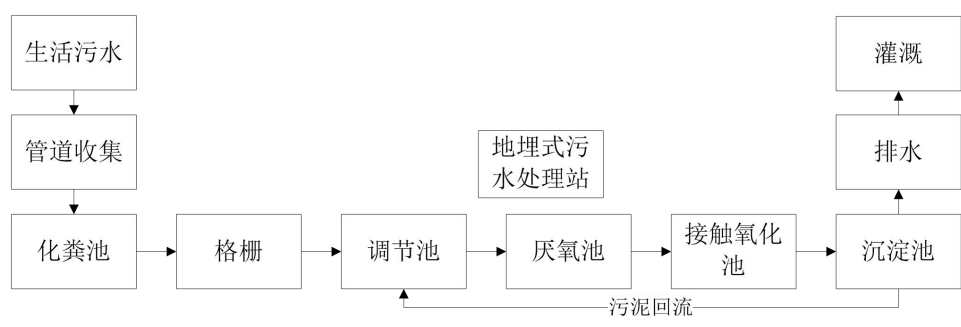 生活污水
灌溉
管道收集
地埋式污
水处理站
排水
化粪池
格栅
调节池
厌氧池
接触氧化
池
沉淀池
污泥回流